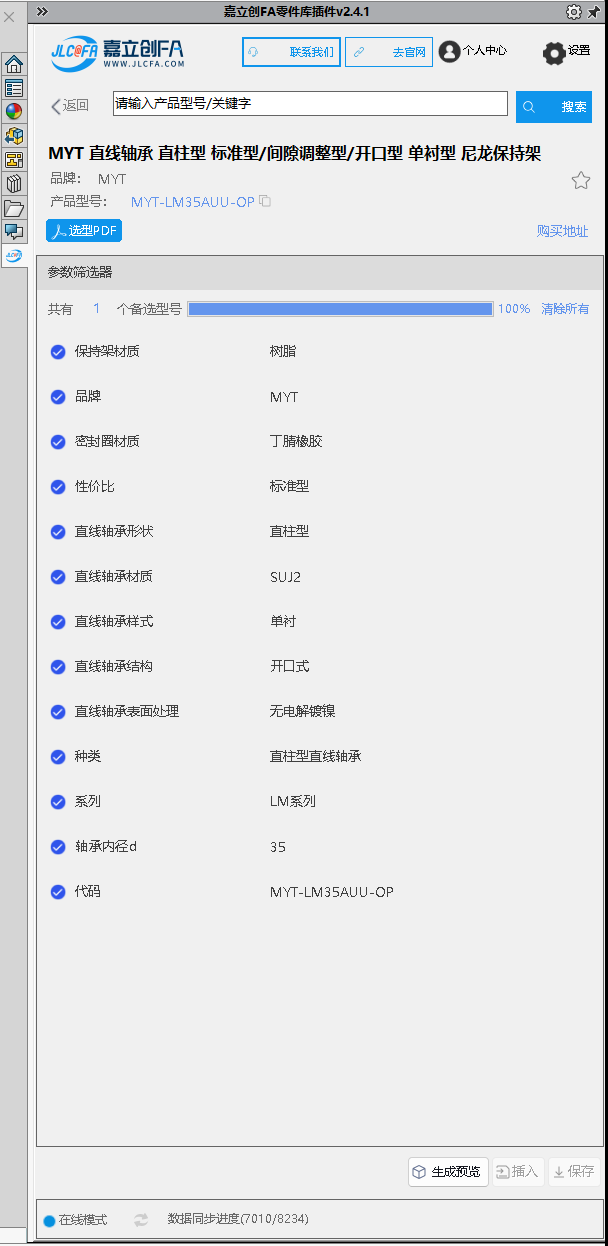 嘉立创FA零件库插件v2.4.1
JLC@FA 嘉立创FA
WWW.JLCFA.COM
联系我们 去官网 个人中心 设置
返回 请输入产品型号/关键字 搜索
MYT 直线轴承 直柱型 标准型/间隙调整型/开口型 单衬型 尼龙保持架
品牌: MYT
产品型号: MYT-LM35AUU-OP
选型PDF 购买地址
参数筛选器
共有 1 个备选型号 100% 清除所有
保持架材质 树脂
品牌 MYT
密封圈材质 丁腈橡胶
性价比 标准型
直线轴承形状 直柱型
直线轴承材质 SUJ2
直线轴承样式 单衬
直线轴承结构 开口式
直线轴承表面处理 无电解镀镍
种类 直柱型直线轴承
系列 LM系列
轴承内径d 35
代码 MYT-LM35AUU-OP
生成预览 插入 保存
在线模式 数据同步进度(7010/8234)